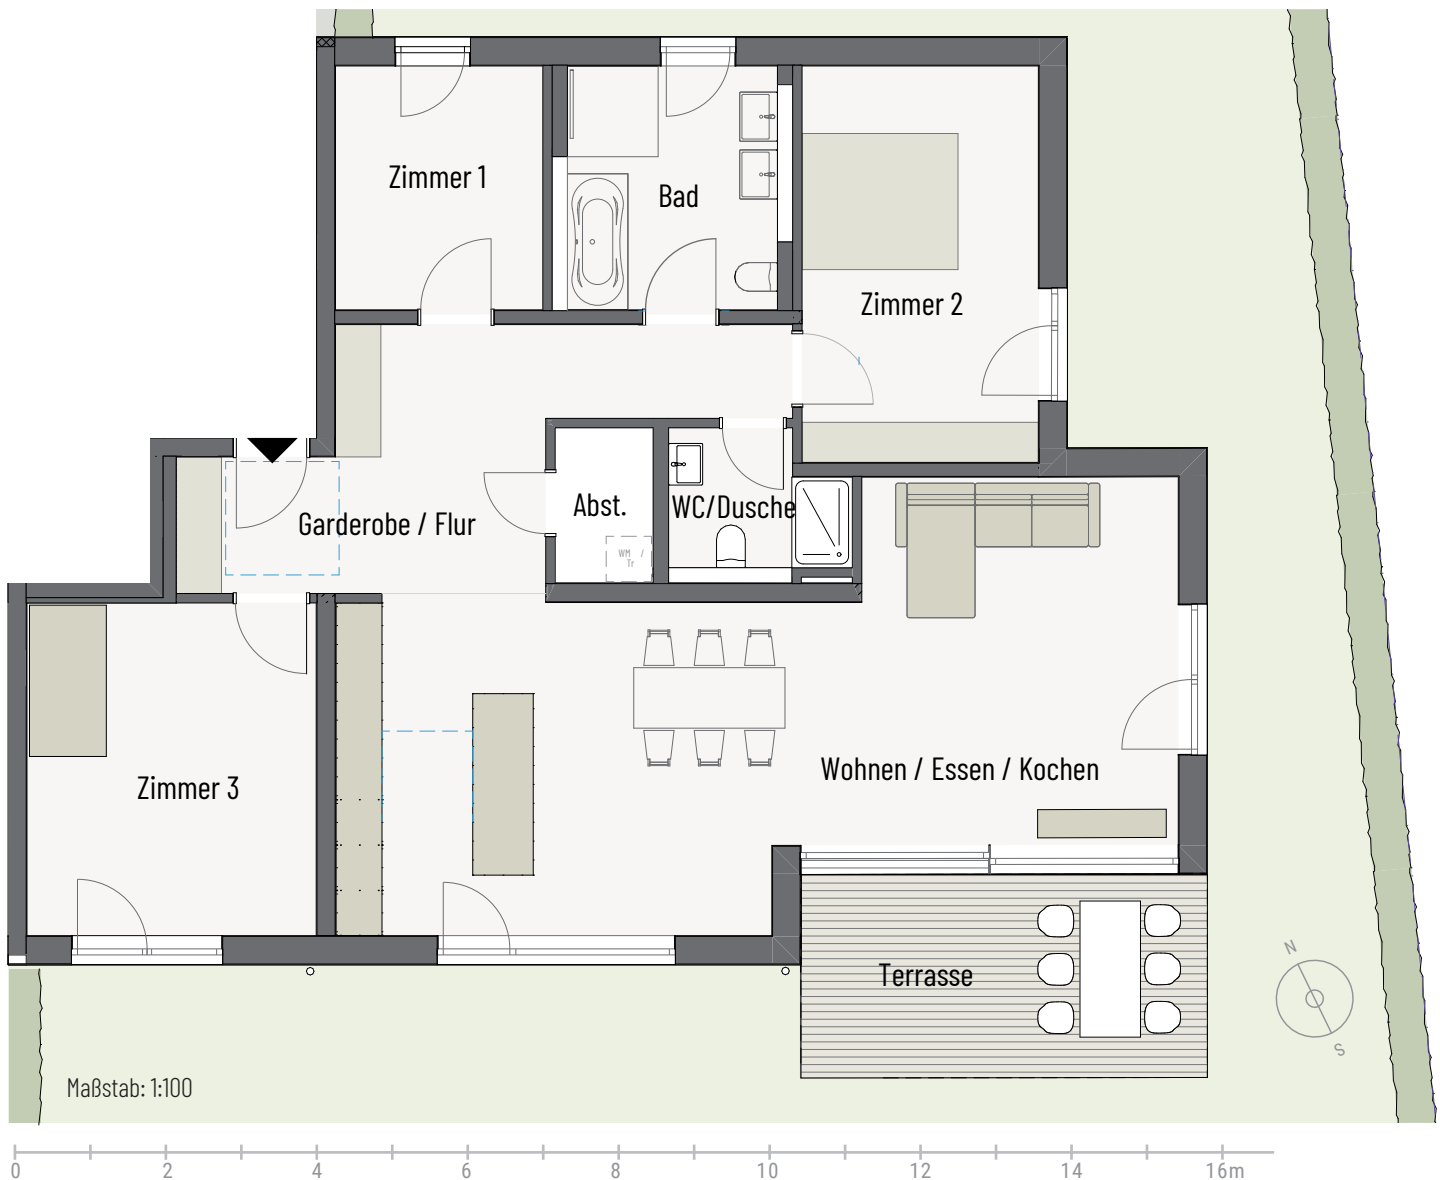 Zimmer 1
Bad
Zimmer 2
Garderobe / Flur
Abst.
WC/Dusche
WM /
Tr
Zimmer 3
Wohnen / Essen / Kochen
Terrasse
N
S
Maßstab: 1:100
0 2 4 6 8 10 12 14 16m